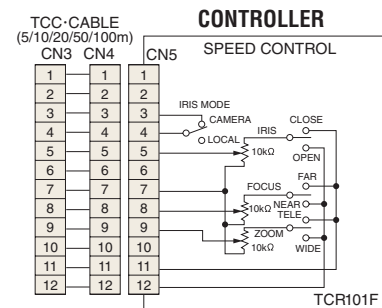 TCC·CABLE
(5/10/20/50/100m)
CN3 CN4 CN5
CONTROLLER
SPEED CONTROL
1 1 1
2 2 2
3 3 3
4 4 4
5 5 5
6 6 6
7 7 7
8 8 8
9 9 9
10 10 10
11 11 11
12 12 12
IRIS MODE
CAMERA
LOCAL
IRIS
CLOSE
10kΩ
OPEN
FAR
FOCUS
10kΩ
NEAR
TELE
ZOOM
10kΩ
WIDE
TCR101F